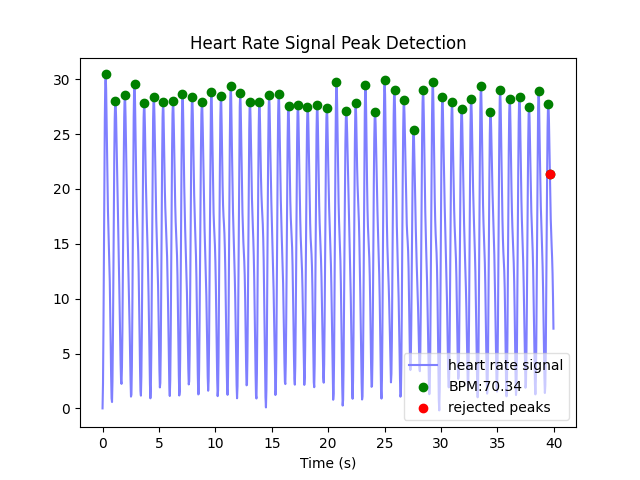 Heart Rate Signal Peak Detection
30
25
20
15
10
5
0
heart rate signal
BPM:70.34
rejected peaks
0 5 10 15 20 25 30 35 40
Time (s)